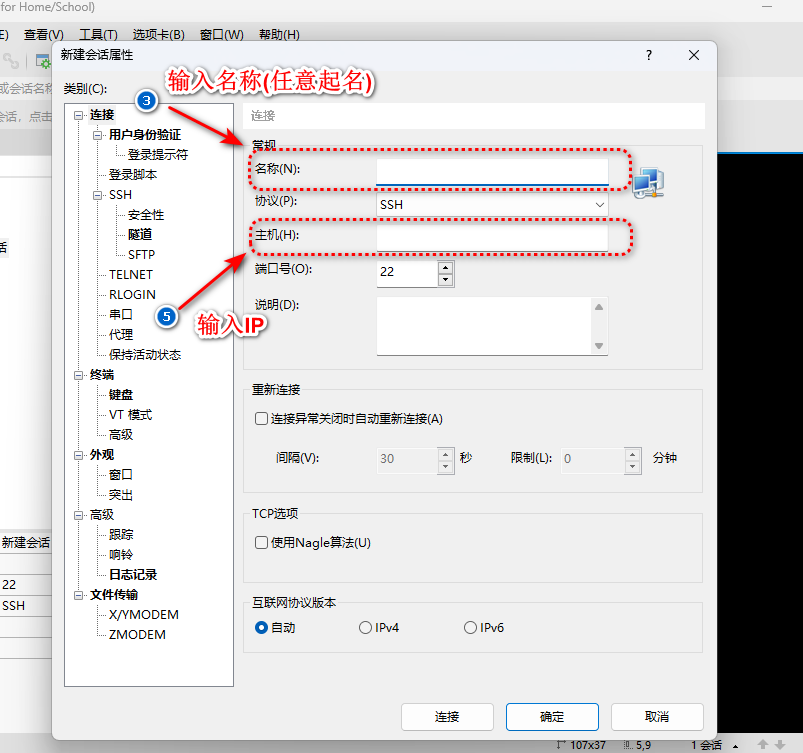 for Home/School)
E) 查看(V) 工具(T) 选项卡(B) 窗口(W) 帮助(H)
新建会话属性
?
或会话名称
会话，点击
类别(C):
3
输入名称(任意起名)
连接
用户身份验证
登录提示符
登录脚本
SSH
安全性
隧道
SFTP
TELNET
RLOGIN
串口
代理
保持活动状态
终端
键盘
VT 模式
高级
外观
窗口
突出
高级
跟踪
响铃
日志记录
文件传输
X/YMODEM
ZMODEM
连接
常规
名称(N):
协议(P): SSH
主机(H):
端口号(O): 22
说明(D):
5
输入IP
重新连接
连接异常关闭时自动重新连接(A)
间隔(V): 30 秒 限制(L): 0 分钟
TCP选项
使用Nagle算法(U)
互联网协议版本
自动 IPv4 IPv6
连接 确定 取消
话
新建会话
22
SSH
107x37 5,9 1 会话